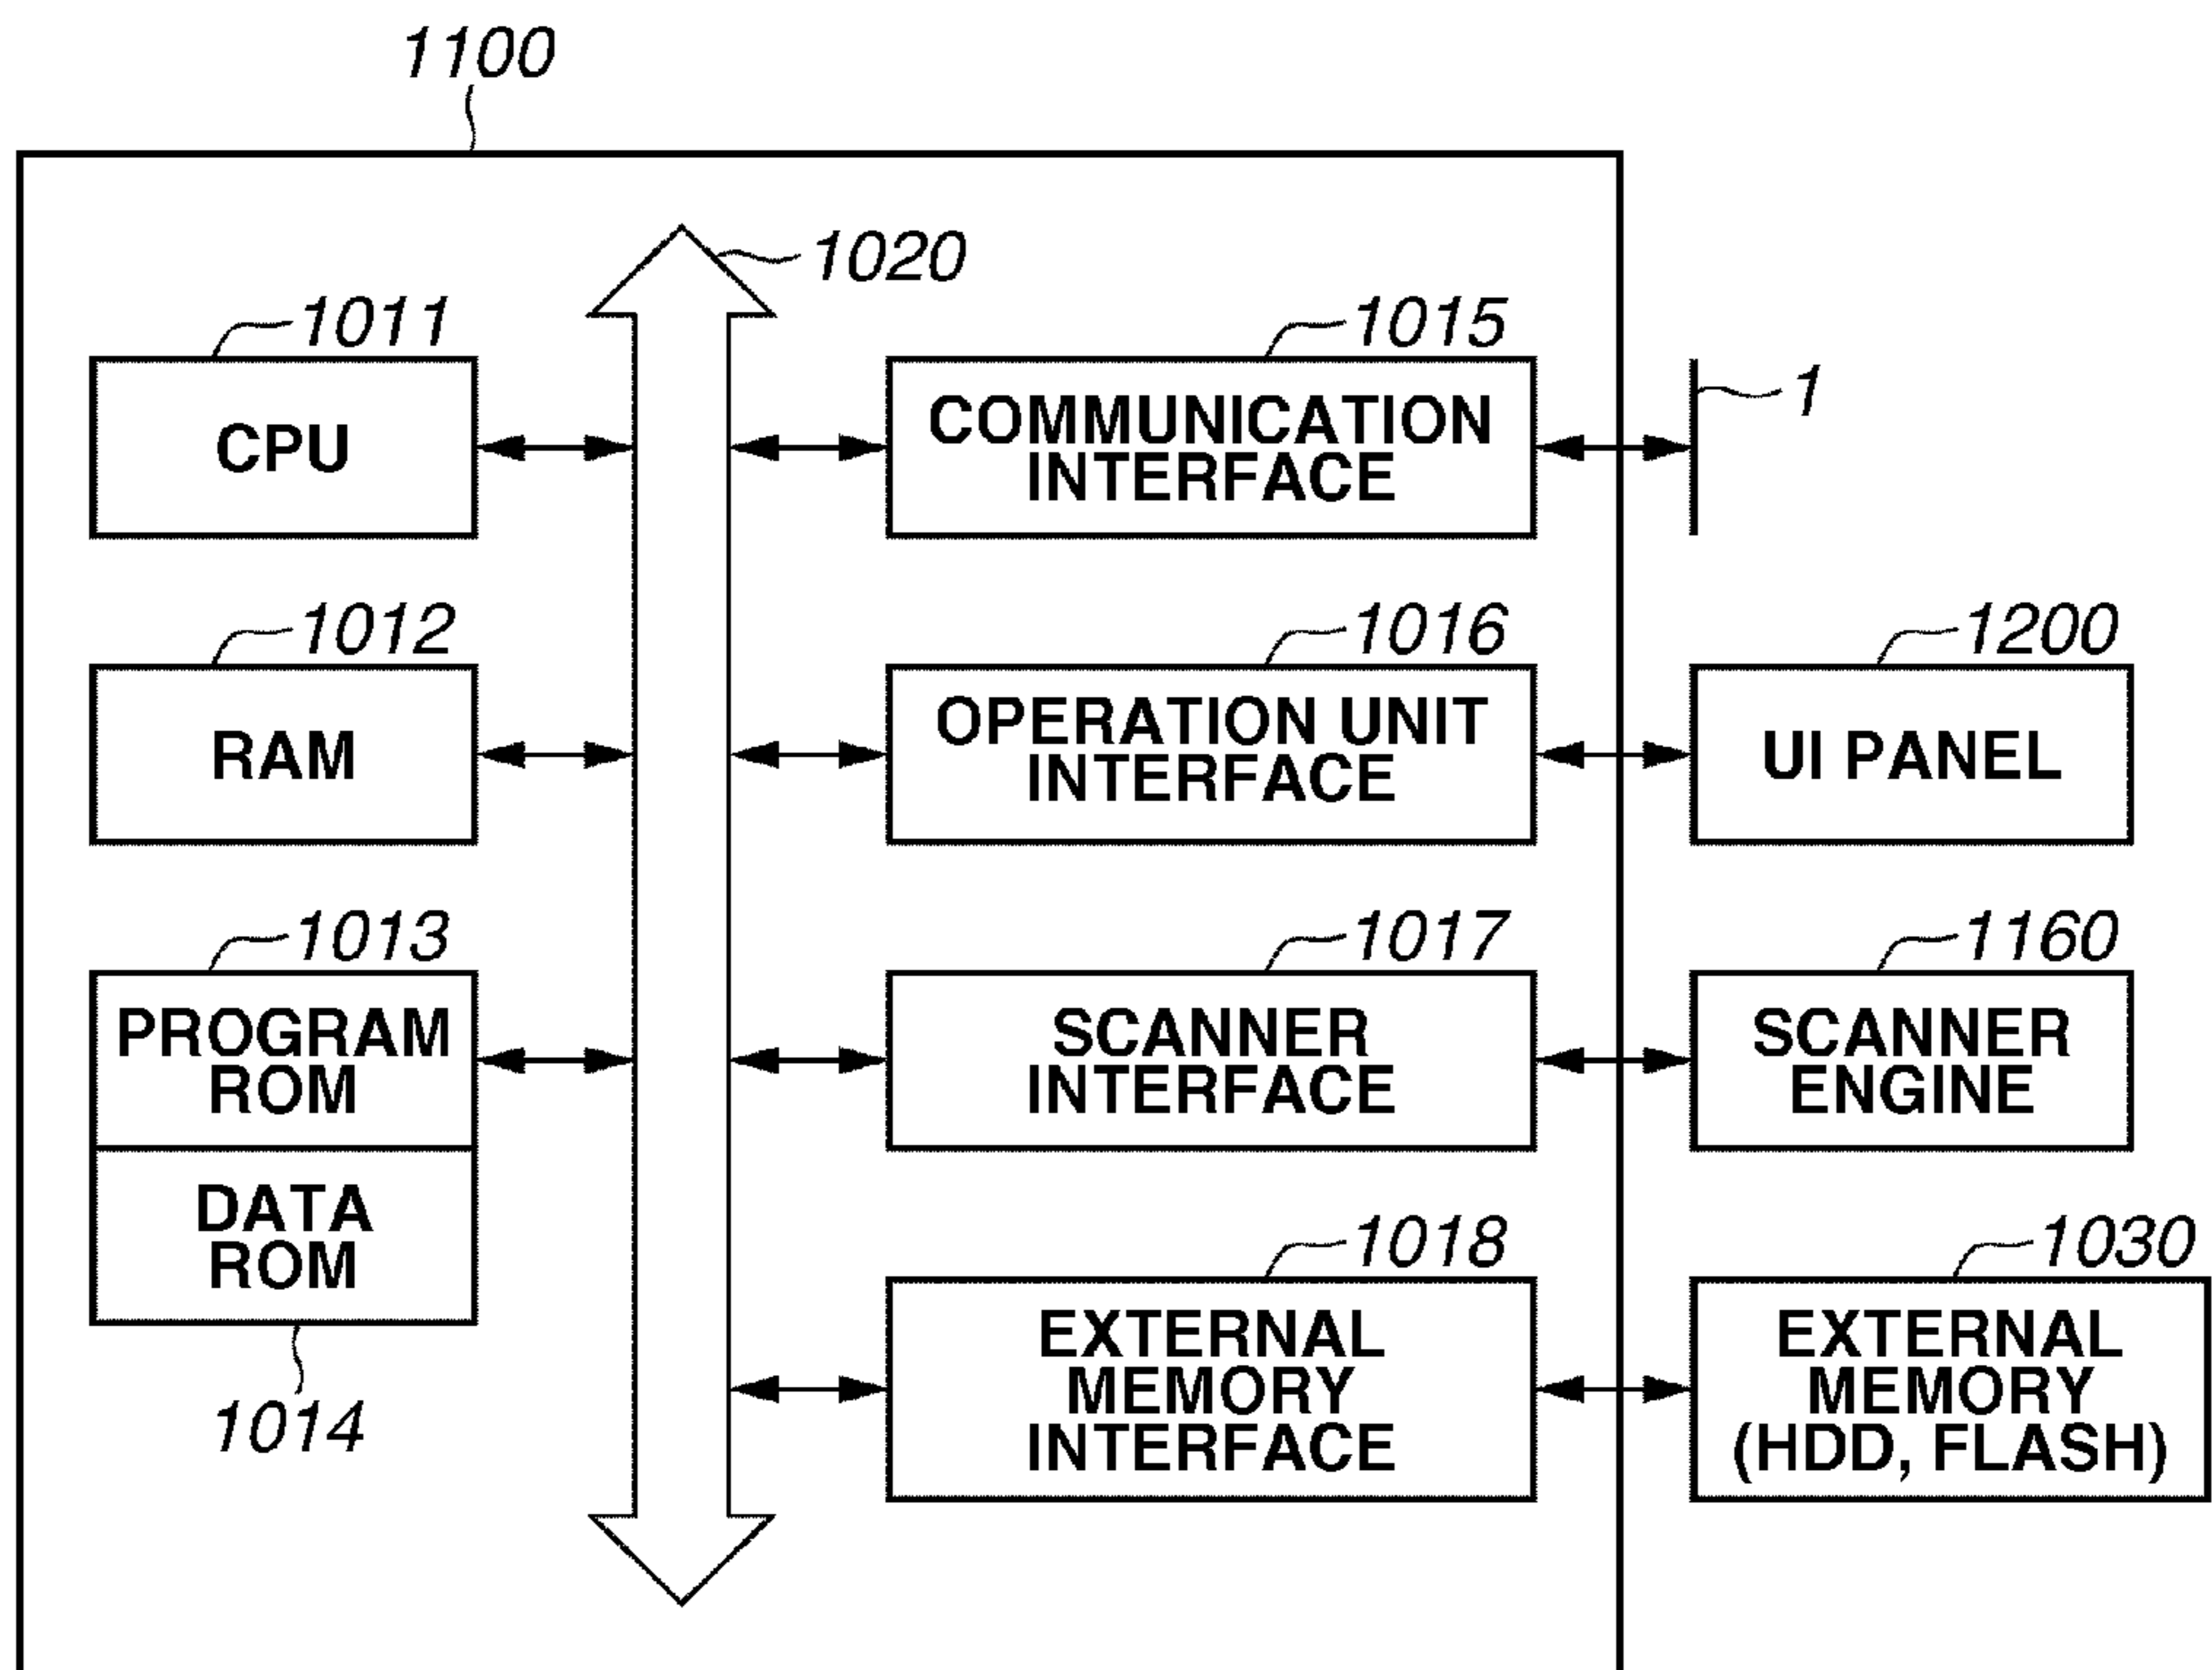 1100
1020
1011
CPU
1015
COMMUNICATION
INTERFACE
1
1012
RAM
1016
OPERATION UNIT
INTERFACE
1200
UI PANEL
1013
PROGRAM
ROM
DATA
ROM
1014
1017
SCANNER
INTERFACE
1160
SCANNER
ENGINE
1018
EXTERNAL
MEMORY
INTERFACE
1030
EXTERNAL
MEMORY
(HDD, FLASH)